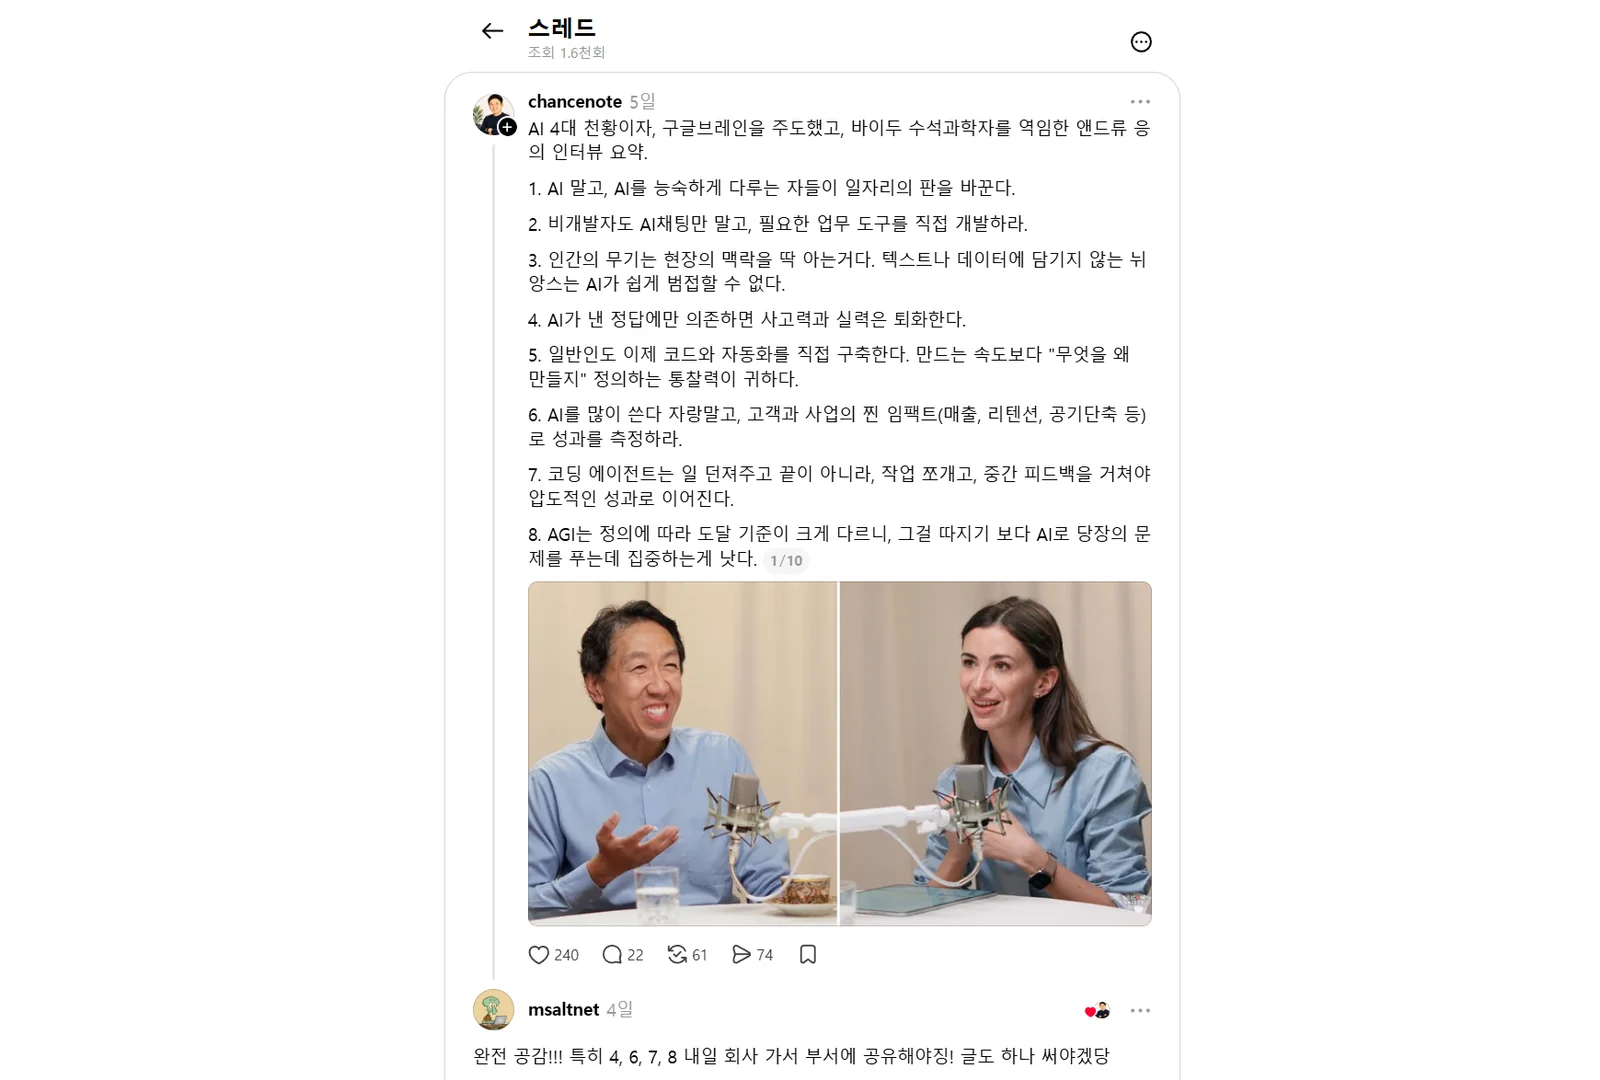 스레드
조회 1.6천회
chancenote 5일
AI 4대 천황이자, 구글브레인을 주도했고, 바이두 수석과학자를 역임한 앤드류 응
의 인터뷰 요약.
1. AI 말고, AI를 능숙하게 다루는 자들이 일자리의 판을 바꾼다.
2. 비개발자도 AI채팅만 말고, 필요한 업무 도구를 직접 개발하라.
3. 인간의 무기는 현장의 맥락을 딱 아는거다. 텍스트나 데이터에 담기지 않는 뉘
앙스는 AI가 쉽게 범접할 수 없다.
4. AI가 낸 정답에만 의존하면 사고력과 실력은 퇴화한다.
5. 일반인도 이제 코드와 자동화를 직접 구축한다. 만드는 속도보다 "무엇을 왜
만들지" 정의하는 통찰력이 귀하다.
6. AI를 많이 쓴다 자랑말고, 고객과 사업의 찐 임팩트(매출, 리텐션, 공기단축 등)
로 성과를 측정하라.
7. 코딩 에이전트는 일 던져주고 끝이 아니라, 작업 쪼개고, 중간 피드백을 거쳐야
압도적인 성과로 이어진다.
8. AGI는 정의에 따라 도달 기준이 크게 다르니, 그걸 따지기 보다 AI로 당장의 문
제를 푸는데 집중하는게 낫다. 1/10
240 22 61 74
msaltnet 4일
완전 공감!!! 특히 4, 6, 7, 8 내일 회사 가서 부서에 공유해야징! 글도 하나 써야겠당